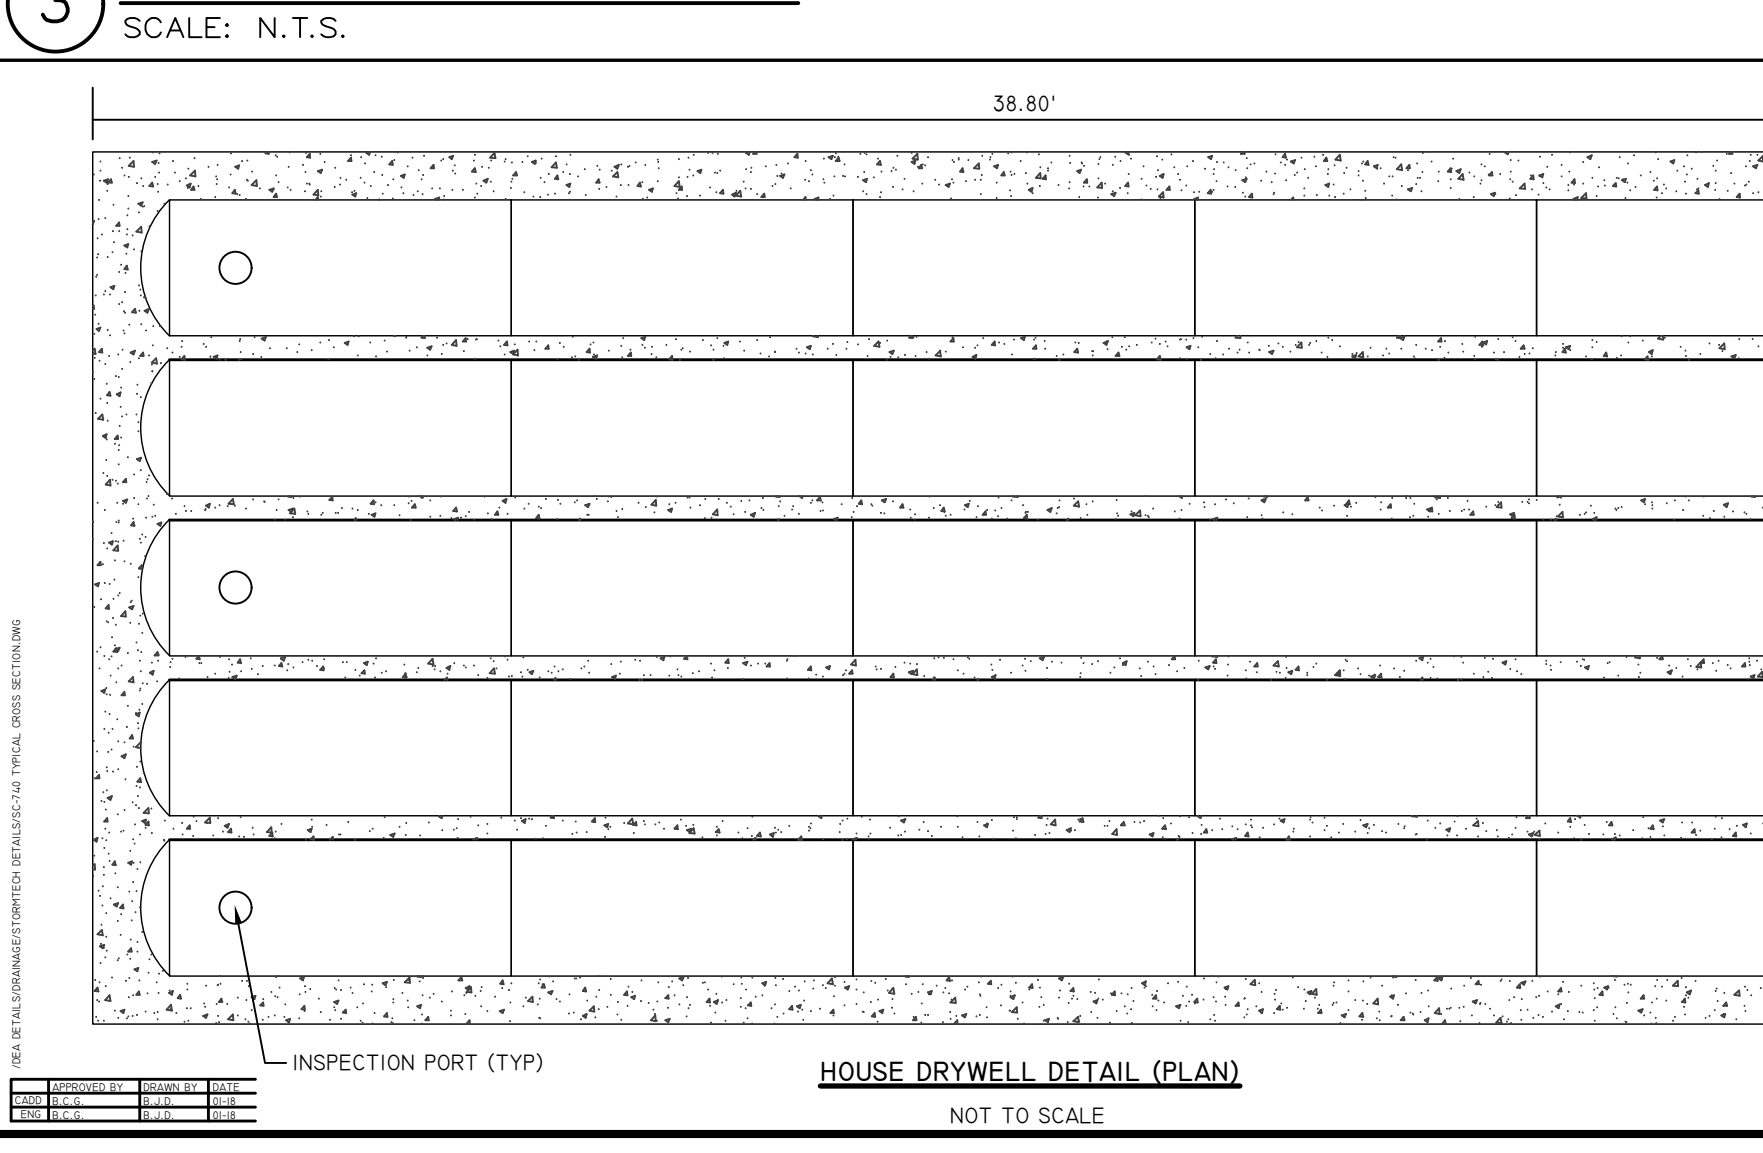 3
SCALE: N.T.S.
38.80'
/DEA DETAILS/DRAINAGE/STORMTECH DETAILS/SC-740 TYPICAL CROSS SECTION.DWG
INSPECTION PORT (TYP)
HOUSE DRYWELL DETAIL (PLAN)
NOT TO SCALE
APPROVED BY DRAWN BY DATE
CADD B.C.G. B.J.D. 01-18
ENG B.C.G. B.J.D. 01-18